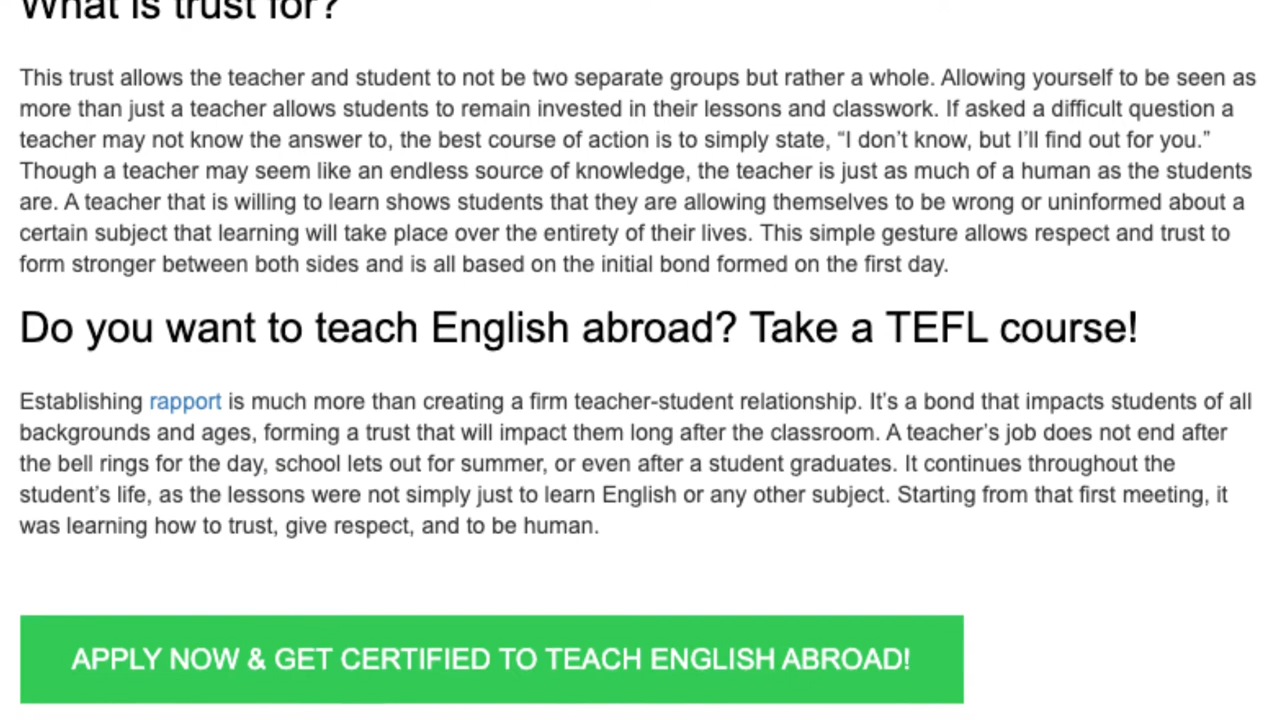 What is trust for?
This trust allows the teacher and student to not be two separate groups but rather a whole. Allowing yourself to be seen as
more than just a teacher allows students to remain invested in their lessons and classwork. If asked a difficult question a
teacher may not know the answer to, the best course of action is to simply state, “I don’t know, but I’ll find out for you.”
Though a teacher may seem like an endless source of knowledge, the teacher is just as much of a human as the students
are. A teacher that is willing to learn shows students that they are allowing themselves to be wrong or uninformed about a
certain subject that learning will take place over the entirety of their lives. This simple gesture allows respect and trust to
form stronger between both sides and is all based on the initial bond formed on the first day.
Do you want to teach English abroad? Take a TEFL course!
Establishing rapport is much more than creating a firm teacher-student relationship. It’s a bond that impacts students of all
backgrounds and ages, forming a trust that will impact them long after the classroom. A teacher’s job does not end after
the bell rings for the day, school lets out for summer, or even after a student graduates. It continues throughout the
student’s life, as the lessons were not simply just to learn English or any other subject. Starting from that first meeting, it
was learning how to trust, give respect, and to be human.
APPLY NOW & GET CERTIFIED TO TEACH ENGLISH ABROAD!